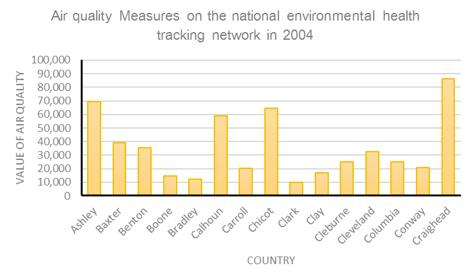 Air quality Measures on the national environmental health
tracking network in 2004
VALUE OF AIR QUALITY
100,000
90,000
80,000
70,000
60,000
50,000
40,000
30,000
20,000
10,000
0
Ashley
Baxter
Benton
Boone
Bradley
Calhoun
Carroll
Chicot
Clark
Clay
Cleburne
Cleveland
Columbia
Conway
Craighead
COUNTRY